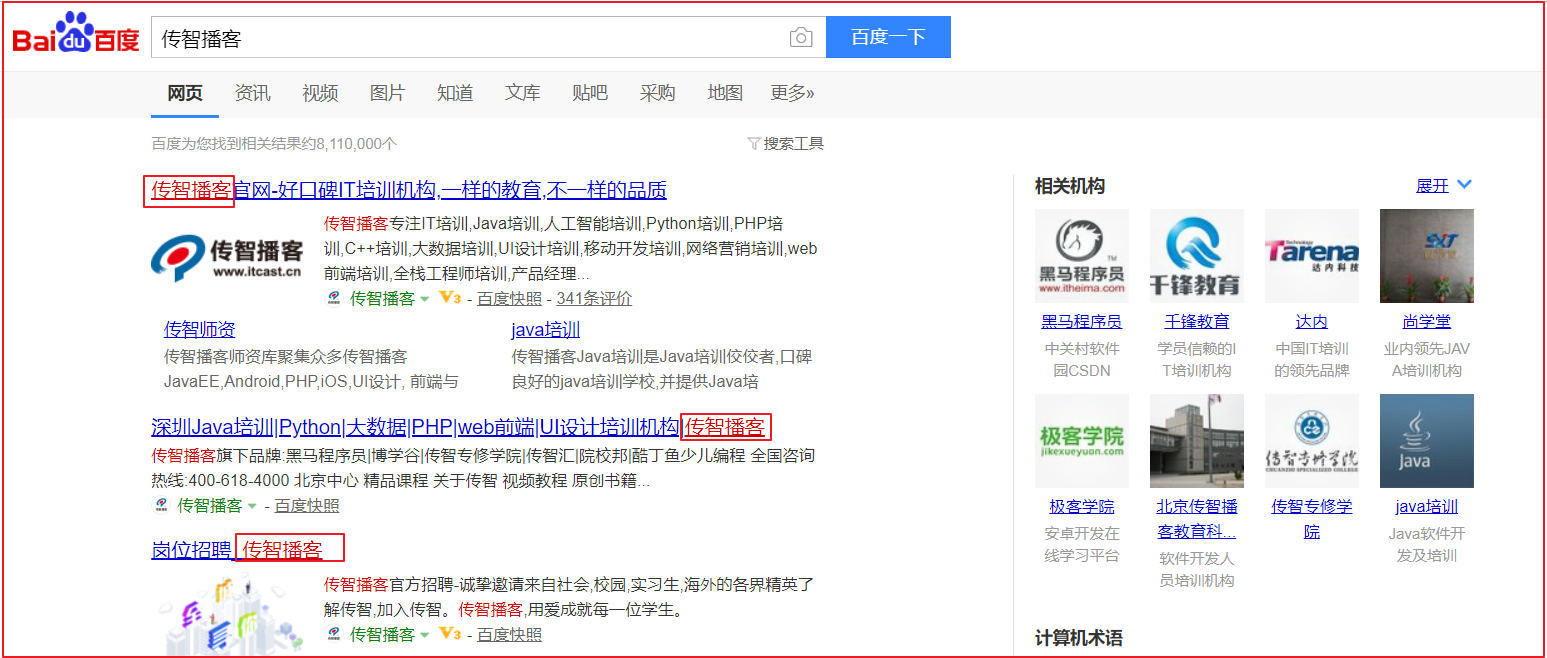 Bai du 百度
传智播客
百度一下
网页 资讯 视频 图片 知道 文库 贴吧 采购 地图 更多»
百度为您找到相关结果约8,110,000个
搜索工具
传智播客官网-好口碑IT培训机构,一样的教育,不一样的品质
传智播客
www.itcast.cn
传智播客专注IT培训,Java培训,人工智能培训,Python培训,PHP培
训,C++培训,大数据培训,UI设计培训,移动开发培训,网络营销培训,web
前端培训,全栈工程师培训,产品经理...
传智播客 V3 - 百度快照 - 341条评价
传智师资
传智播客师资库聚集众多传智播客
JavaEE,Android,PHP,iOS,UI设计, 前端与
java培训
传智播客Java培训是Java培训佼佼者,口碑
良好的java培训学校,并提供Java培
深圳Java培训|Python|大数据|PHP|web前端|UI设计培训机构|传智播客
传智播客旗下品牌:黑马程序员|博学谷|传智专修学院|传智汇|院校邦|酷丁鱼少儿编程 全国咨询
热线:400-618-4000 北京中心 精品课程 关于传智 视频教程 原创书籍...
传智播客 - 百度快照
岗位招聘_传智播客
传智播客官方招聘-诚挚邀请来自社会,校园,实习生,海外的各界精英了
解传智,加入传智。传智播客,用爱成就每一位学生。
传智播客 V3 - 百度快照
相关机构
展开
黑马程序员
www.itheima.com
TM
黑马程序员
中关村软件
园CSDN
千锋教育
千锋教育
学员信赖的I
T培训机构
Technology
Tarena
达内科技
达内
中国IT培训
的领先品牌
SXT
尚学堂
业内领先JAV
A培训机构
极客学院
jikexueyuan.com
极客学院
安卓开发在
线学习平台
北京传智播
客教育科...
软件开发人
员培训机构
传智专修学院
CHUANZHI SPECIALIZED COLLEGE
传智专修学
院
Java
java培训
Java软件开
发及培训
计算机术语